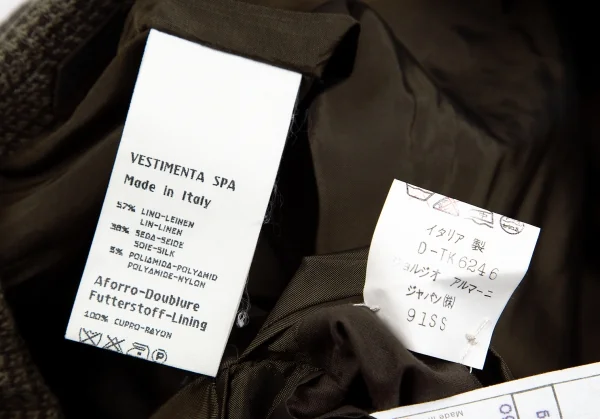 VESTIMENTA SPA
Made in Italy
57% LINO-LEINEN
LIN-LINEN
38% SEDA-SEIDE
SOIE-SILK
5% POLIAMIDA-POLYAMID
POLYAMIDE-NYLON
Aforro-Doublure
Futterstoff-Lining
100% CUPRO-RAYON
イタリア 製
D-TK6246
ョルジオ アルマーニ
ジャパン㈱
91SS
Made in